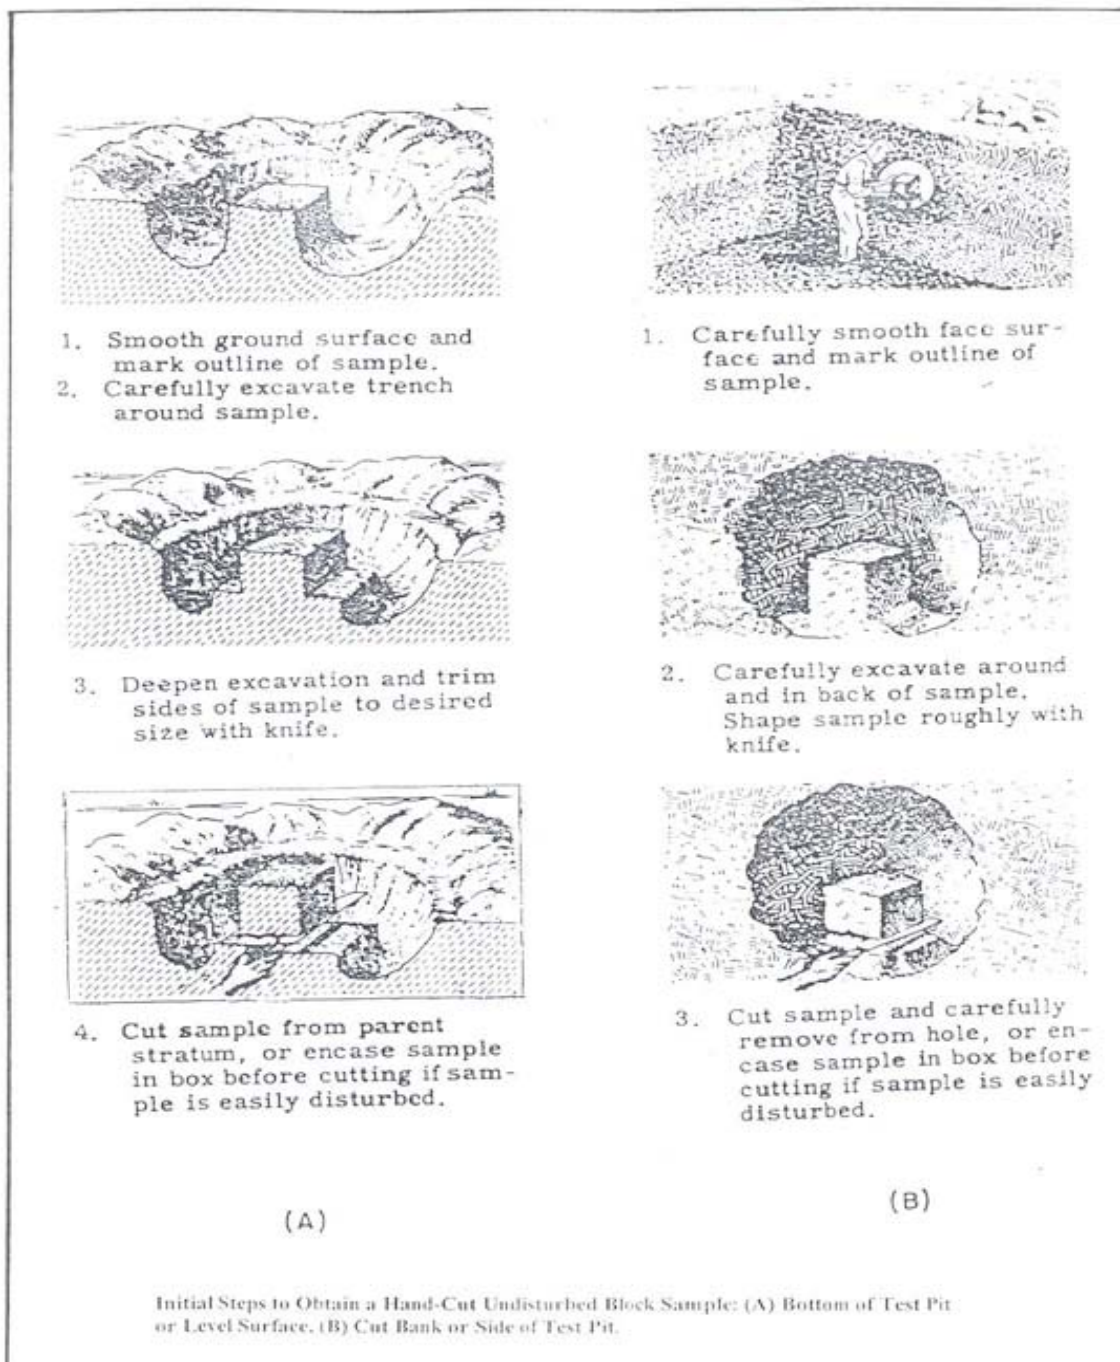 1. Smooth ground surface and
mark outline of sample.
2. Carefully excavate trench
around sample.
3. Deepen excavation and trim
sides of sample to desired
size with knife.
4. Cut sample from parent
stratum, or encase sample
in box before cutting if sam-
ple is easily disturbed.
(A)
1. Carefully smooth face sur-
face and mark outline of
sample.
2. Carefully excavate around
and in back of sample.
Shape sample roughly with
knife.
3. Cut sample and carefully
remove from hole, or en-
case sample in box before
cutting if sample is easily
disturbed.
(B)
Initial Steps to Obtain a Hand-Cut Undisturbed Block Sample: (A) Bottom of Test Pit
or Level Surface. (B) Cut Bank or Side of Test Pit.